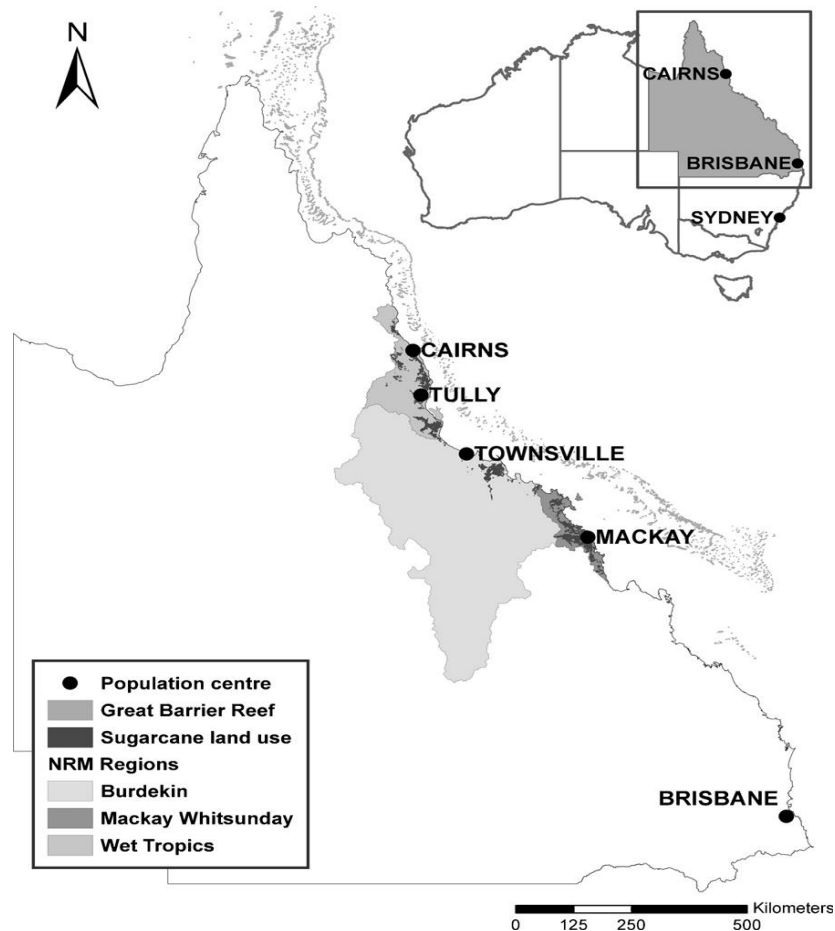 N
CAIRNS
BRISBANE
SYDNEY
CAIRNS
TULLY
TOWNSVILLE
MACKAY
BRISBANE
Population centre
Great Barrier Reef
Sugarcane land use
NRM Regions
Burdekin
Mackay Whitsunday
Wet Tropics
Kilometers
0 125 250 500